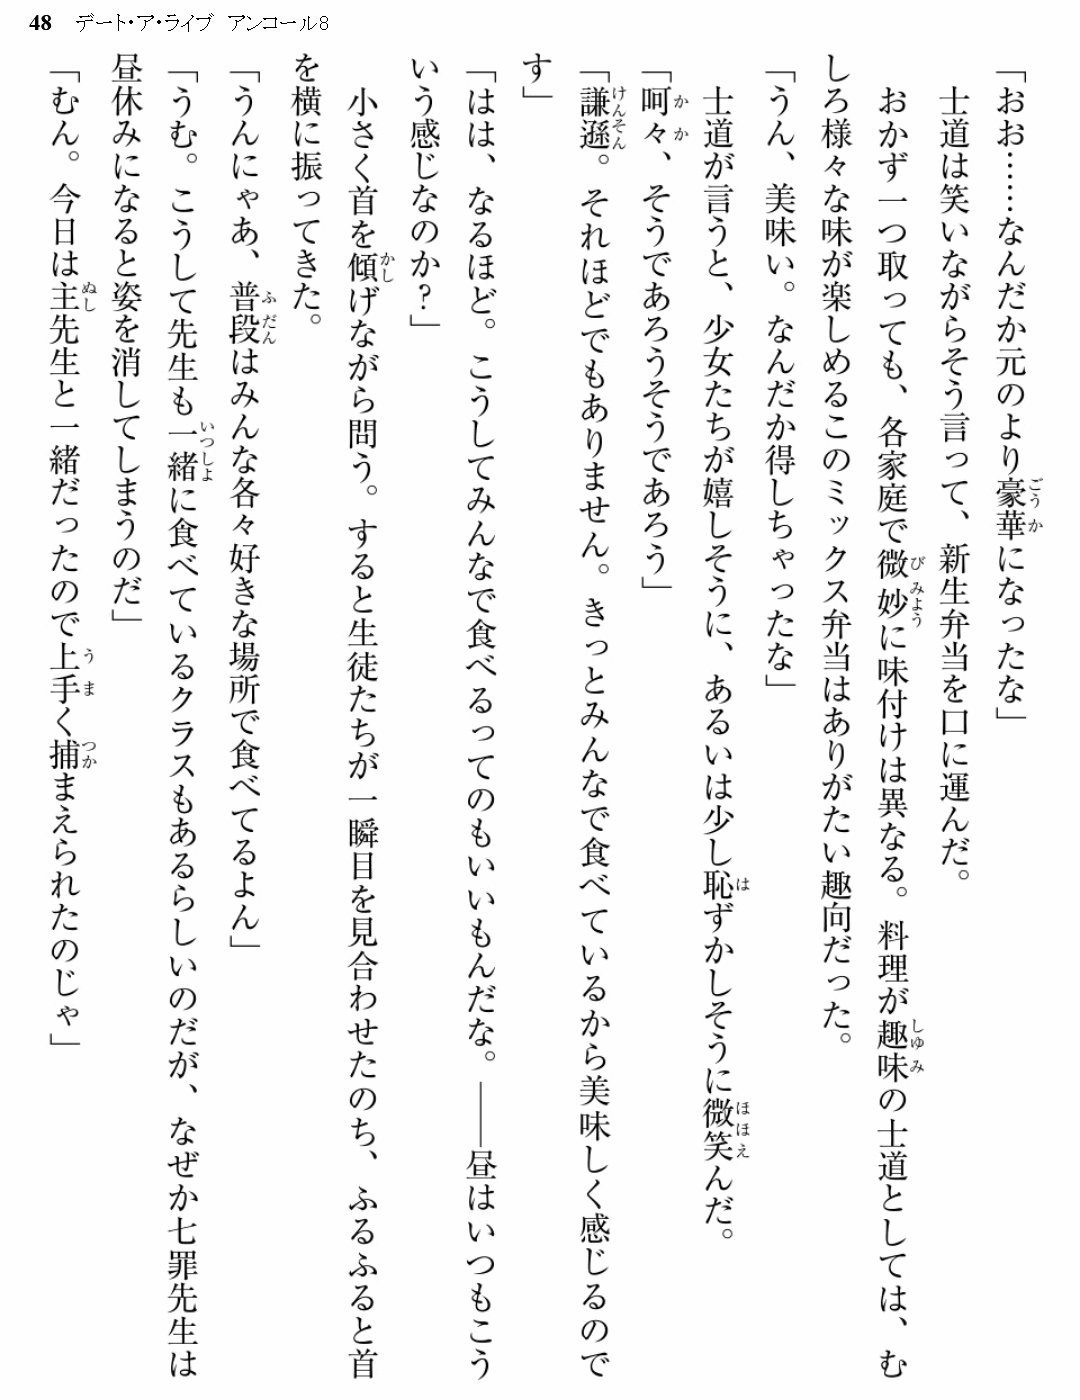 48 デート・ア・ライブ アンコール8
「おお……なんだか元のより豪華になったな」
士道は笑いながらそう言って、新生弁当を口に運んだ。
おかず一つ取っても、各家庭で微妙に味付けは異なる。料理が趣味の士道としては、む
しろ様々な味が楽しめるこのミックス弁当はありがたい趣向だった。
「うん、美味い。なんだか得しちゃったな」
士道が言うと、少女たちが嬉しそうに、あるいは少し恥ずかしそうに微笑んだ。
「呵々、そうであろうそうであろう」
「謙遜。それほどでもありません。きっとみんなで食べているから美味しく感じるので
す」
「はは、なるほど。こうしてみんなで食べるってのもいいもんだな。――昼はいつもこう
いう感じなのか?」
小さく首を傾げながら問う。すると生徒たちが一瞬目を見合わせたのち、ふるふると首
を横に振ってきた。
「うんにゃあ、普段はみんな各々好きな場所で食べてるよん」
「うむ。こうして先生も一緒に食べているクラスもあるらしいのだが、なぜか七罪先生は
昼休みになると姿を消してしまうのだ」
「むん。今日は主先生と一緒だったので上手く捕まえられたのじゃ」